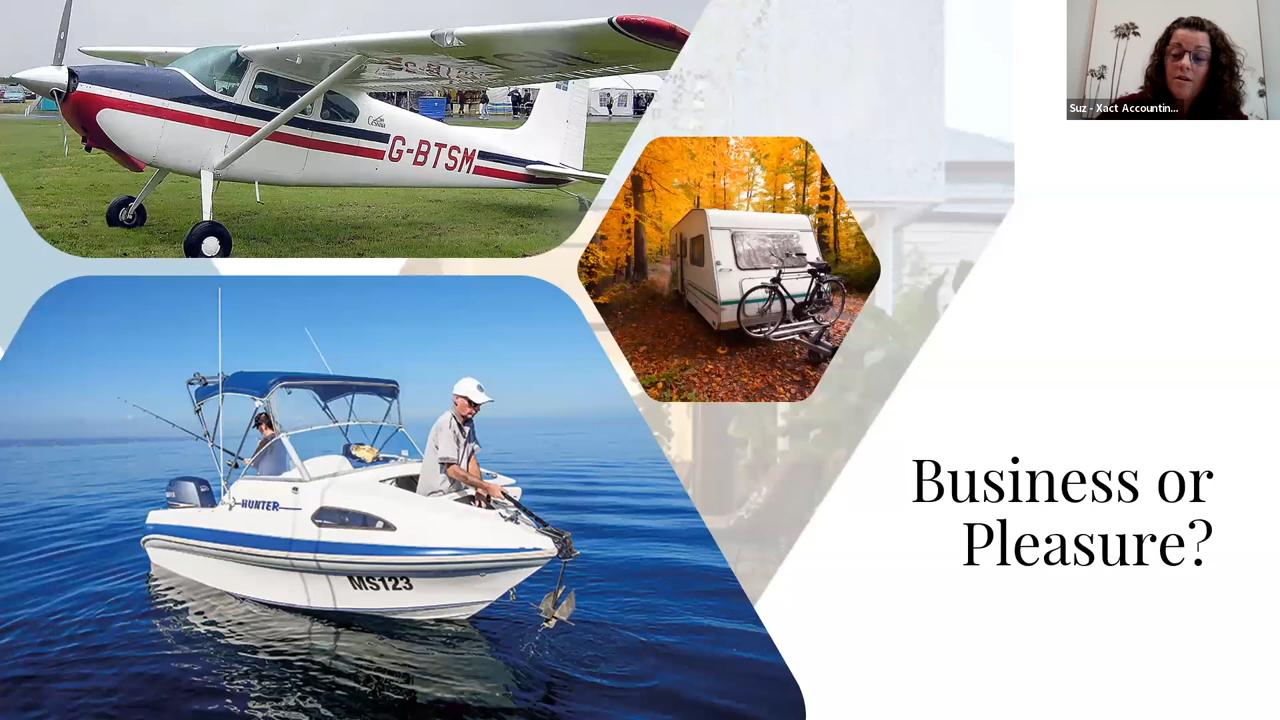 Cessna
G-BTSM
Suz - Xact Accountin...
HUNTER
MS123
Business or
Pleasure?